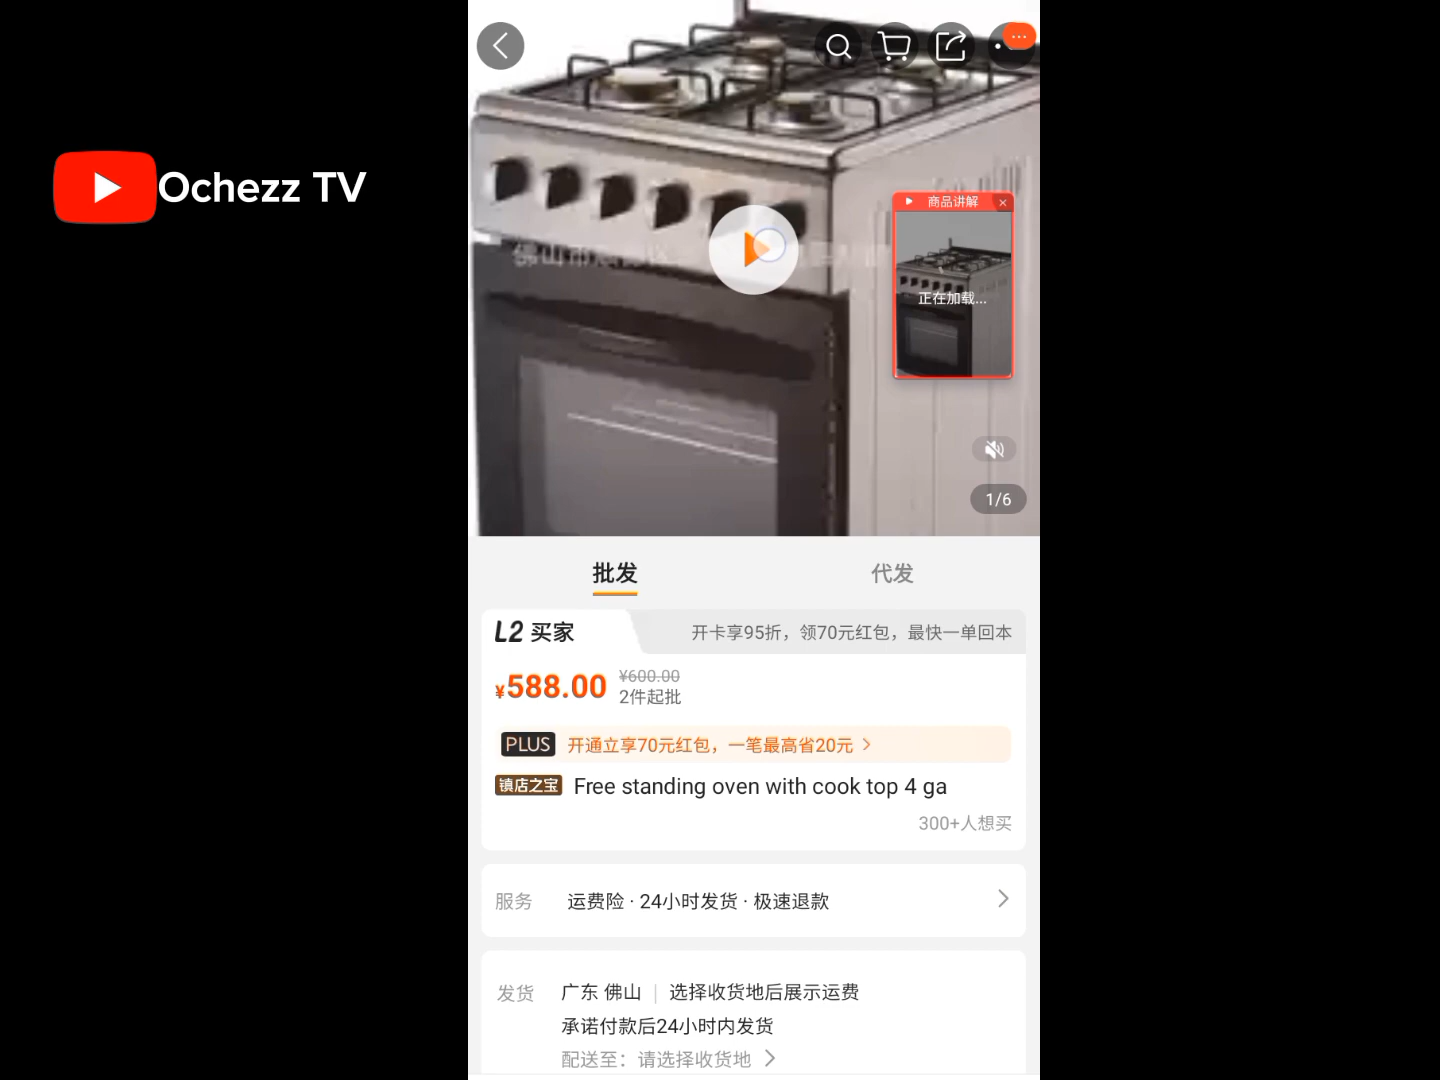 Ochezz TV
商品讲解
正在加载...
1/6
批发
代发
L2 买家
开卡享95折，领70元红包，最快一单回本
¥588.00
¥600.00
2件起批
PLUS
开通立享70元红包，一笔最高省20元
镇店之宝
Free standing oven with cook top 4 ga
300+人想买
服务
运费险 · 24小时发货 · 极速退款
发货
广东 佛山 | 选择收货地后展示运费
承诺付款后24小时内发货
配送至：请选择收货地